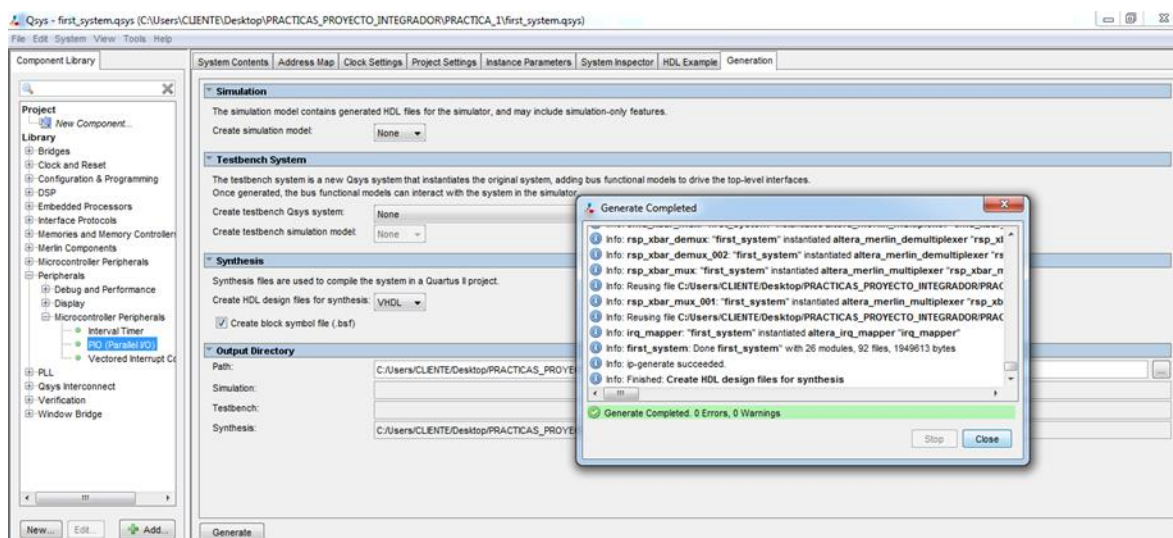 Qsys - first_system.qsys (C:\Users\CLIENTE\Desktop\PRACTICAS_PROYECTO_INTEGRADOR\PRACTICA_1\first_system.qsys)
File Edit System View Tools Help
Component Library
System Contents Address Map Clock Settings Project Settings Instance Parameters System Inspector HDL Example Generation
Project
New Component...
Library
Bridges
Clock and Reset
Configuration & Programming
DSP
Embedded Processors
Interface Protocols
Memories and Memory Controllers
Merlin Components
Microcontroller Peripherals
Peripherals
Debug and Performance
Display
Microcontroller Peripherals
Interval Timer
PIO (Parallel I/O)
Vectored Interrupt Co
PLL
Qsys Interconnect
Verification
Window Bridge
New... Edit... Add...
Simulation
The simulation model contains generated HDL files for the simulator, and may include simulation-only features.
Create simulation model: None
Testbench System
The testbench system is a new Qsys system that instantiates the original system, adding bus functional models to drive the top-level interfaces.
Once generated, the bus functional models can interact with the system in the simulator.
Create testbench Qsys system: None
Create testbench simulation model: None
Synthesis
Synthesis files are used to compile the system in a Quartus II project.
Create HDL design files for synthesis: VHDL
Create block symbol file (.bsf)
Output Directory
Path: C:/Users/CLIENTE/Desktop/PRACTICAS_PROYE
Simulation:
Testbench:
Synthesis: C:/Users/CLIENTE/Desktop/PRACTICAS_PROYE
Generate
Generate Completed
Info: rsp_xbar_demux: "first_system" instantiated altera_merlin_demultiplexer "rsp_xl
Info: rsp_xbar_demux_002: "first_system" instantiated altera_merlin_demultiplexer "rs
Info: rsp_xbar_mux: "first_system" instantiated altera_merlin_multiplexer "rsp_xbar_m
Info: Reusing file C:/Users/CLIENTE/Desktop/PRACTICAS_PROYECTO_INTEGRADOR/PRAC
Info: rsp_xbar_mux_001: "first_system" instantiated altera_merlin_multiplexer "rsp_xb
Info: Reusing file C:/Users/CLIENTE/Desktop/PRACTICAS_PROYECTO_INTEGRADOR/PRAC
Info: irq_mapper: "first_system" instantiated altera_irq_mapper "irq_mapper"
Info: first_system: Done first_system" with 26 modules, 92 files, 1949613 bytes
Info: ip-generate succeeded.
Info: Finished: Create HDL design files for synthesis
Generate Completed. 0 Errors, 0 Warnings
Stop Close